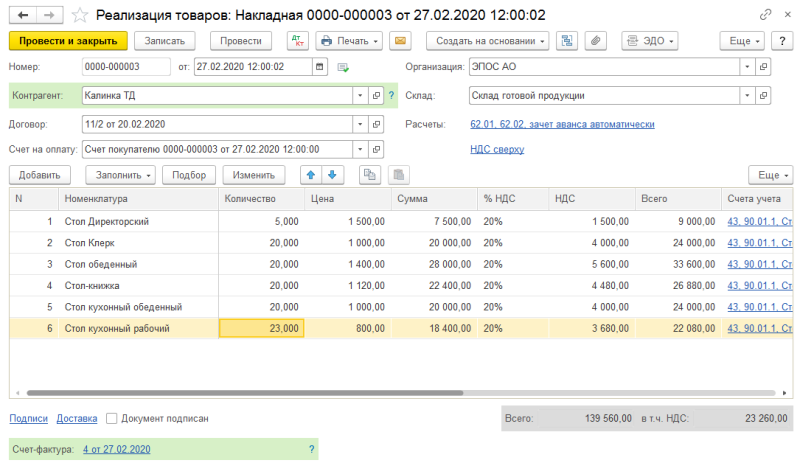 Реализация товаров: Накладная 0000-000003 от 27.02.2020 12:00:02
Провести и закрыть Записать Провести Дт Кт Печать Создать на основании ЭДО Еще ?
Номер: 0000-000003 от: 27.02.2020 12:00:02 Организация: ЭПОС АО
Контрагент: Калинка ТД ? Склад: Склад готовой продукции
Договор: 11/2 от 20.02.2020 Расчеты: 62.01, 62.02, зачет аванса автоматически
Счет на оплату: Счет покупателю 0000-000003 от 27.02.2020 12:00:00 НДС сверху
Добавить Заполнить Подбор Изменить Еще
N Номенклатура Количество Цена Сумма % НДС НДС Всего Счета учета
1 Стол Директорский 5,000 1 500,00 7 500,00 20% 1 500,00 9 000,00 43, 90.01.1, Ст
2 Стол Клерк 20,000 1 000,00 20 000,00 20% 4 000,00 24 000,00 43, 90.01.1, Ст
3 Стол обеденный 20,000 1 400,00 28 000,00 20% 5 600,00 33 600,00 43, 90.01.1, Ст
4 Стол-книжка 20,000 1 120,00 22 400,00 20% 4 480,00 26 880,00 43, 90.01.1, Ст
5 Стол кухонный обеденный 20,000 1 000,00 20 000,00 20% 4 000,00 24 000,00 43, 90.01.1, Ст
6 Стол кухонный рабочий 23,000 800,00 18 400,00 20% 3 680,00 22 080,00 43, 90.01.1, Ст
Подписи Доставка Документ подписан Всего: 139 560,00 в т.ч. НДС: 23 260,00
Счет-фактура: 4 от 27.02.2020 ?